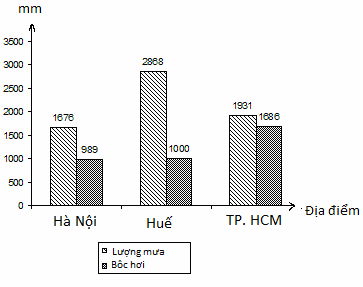 mm
3500
3000
2500
2000
1500
1000
500
0
1676
989
2868
1000
1931
1686
Hà Nội
Huế
TP. HCM
Địa điểm
Lượng mưa
Bốc hơi